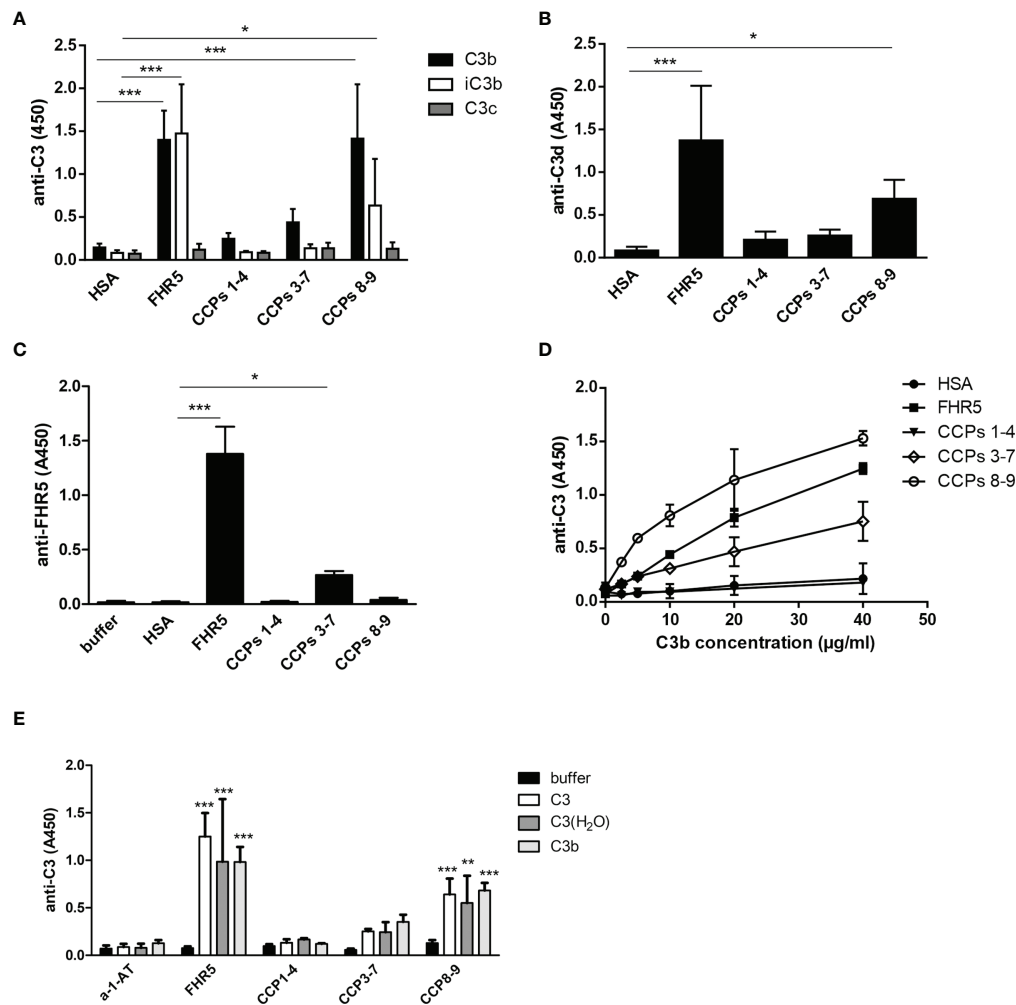 A
2.5
2.0
1.5
1.0
0.5
0.0
anti-C3 (450)
*
***
***
***
C3b
iC3b
C3c
HSA
FHR5
CCPs 1-4
CCPs 3-7
CCPs 8-9
B
2.5
2.0
1.5
1.0
0.5
0.0
anti-C3d (A450)
*
***
HSA
FHR5
CCPs 1-4
CCPs 3-7
CCPs 8-9
C
2.0
1.5
1.0
0.5
0.0
anti-FHR5 (A450)
*
***
buffer
HSA
FHR5
CCPs 1-4
CCPs 3-7
CCPs 8-9
D
2.0
1.5
1.0
0.5
0.0
anti-C3 (A450)
0 10 20 30 40 50
C3b concentration (µg/ml)
HSA
FHR5
CCPs 1-4
CCPs 3-7
CCPs 8-9
E
2.0
1.5
1.0
0.5
0.0
anti-C3 (A450)
*** *** ***
*** ** ***
buffer
C3
C3(H₂O)
C3b
a-1-AT
FHR5
CCP1-4
CCP3-7
CCP8-9